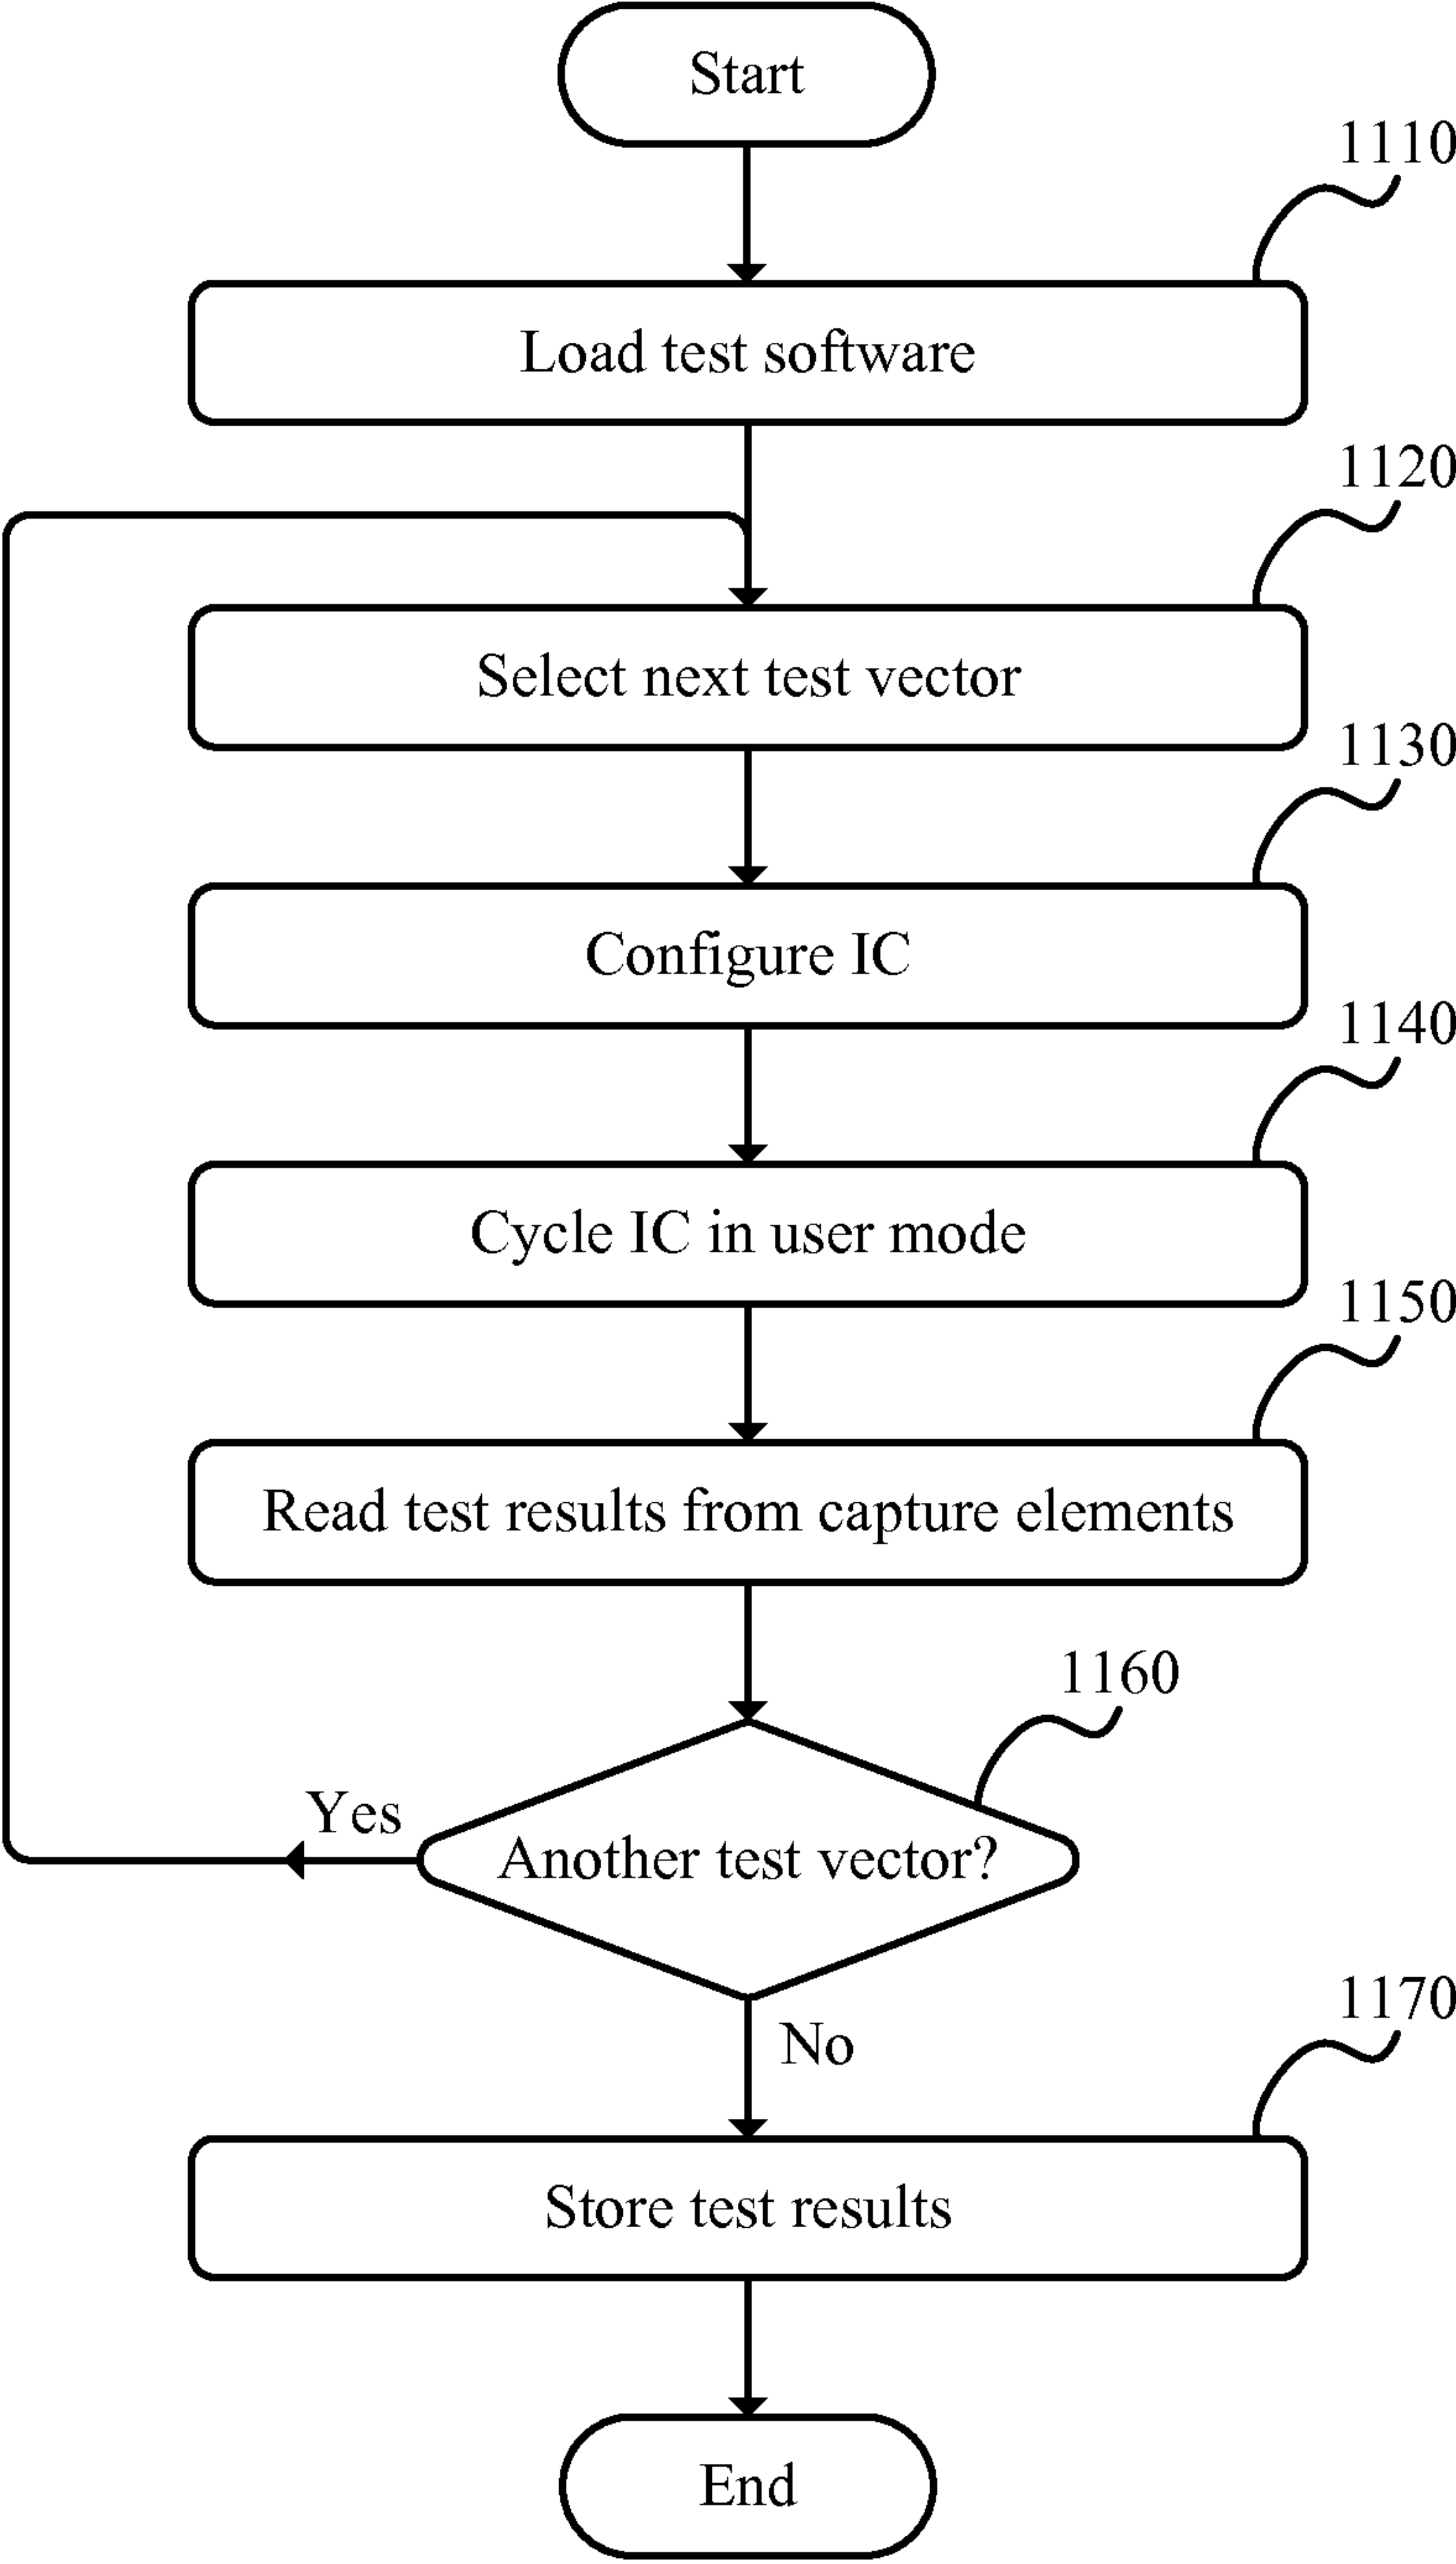 Start
1110
Load test software
1120
Select next test vector
1130
Configure IC
1140
Cycle IC in user mode
1150
Read test results from capture elements
1160
Another test vector?
Yes
No
1170
Store test results
End